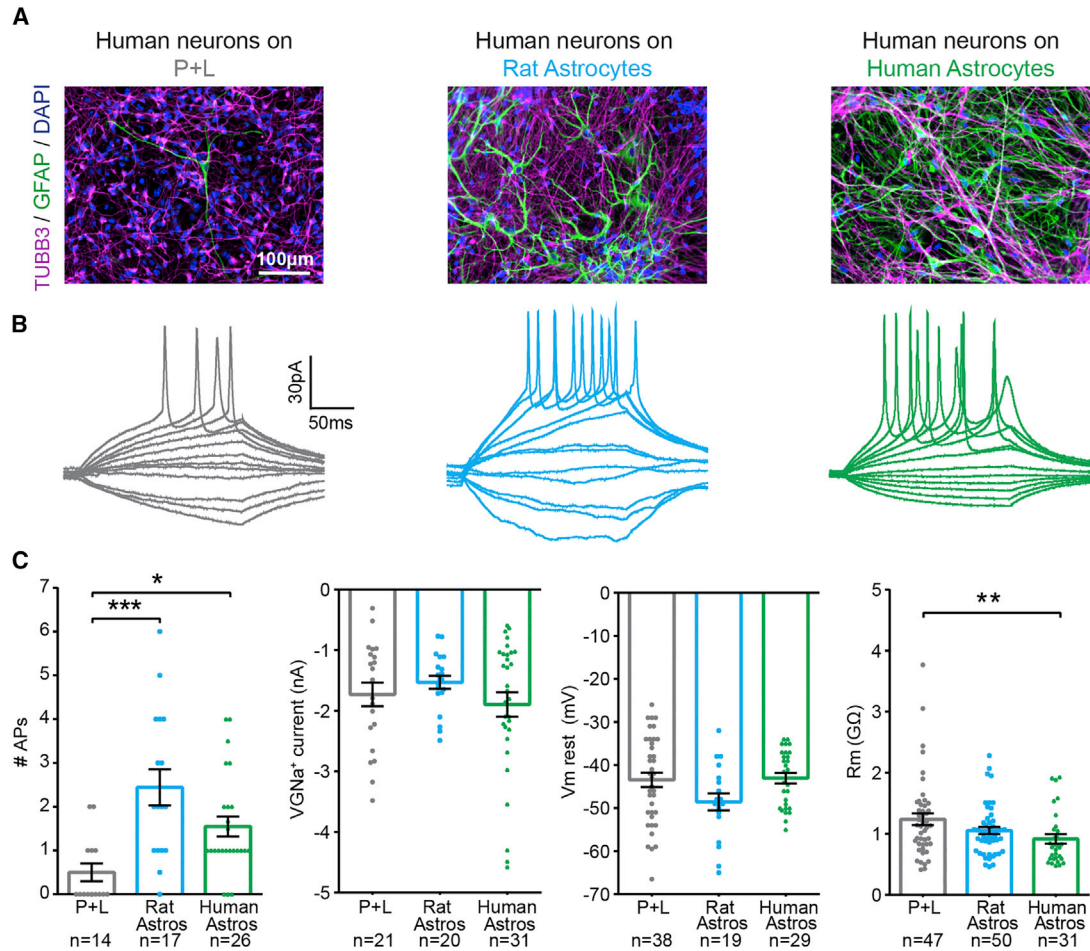 A
Human neurons on
P+L
Human neurons on
Rat Astrocytes
Human neurons on
Human Astrocytes
TUBB3 / GFAP / DAPI
100µm
B
30pA
50ms
C
# APs
7
6
5
4
3
2
1
0
***
*
P+L
Rat Astros
Human Astros
n=14
n=17
n=26
VGNa⁺ current (nA)
0
-1
-2
-3
-4
-5
P+L
Rat Astros
Human Astros
n=21
n=20
n=31
Vm rest (mV)
0
-10
-20
-30
-40
-50
-60
-70
P+L
Rat Astros
Human Astros
n=38
n=19
n=29
Rm (GΩ)
5
4
3
2
1
0
**
P+L
Rat Astros
Human Astros
n=47
n=50
n=31